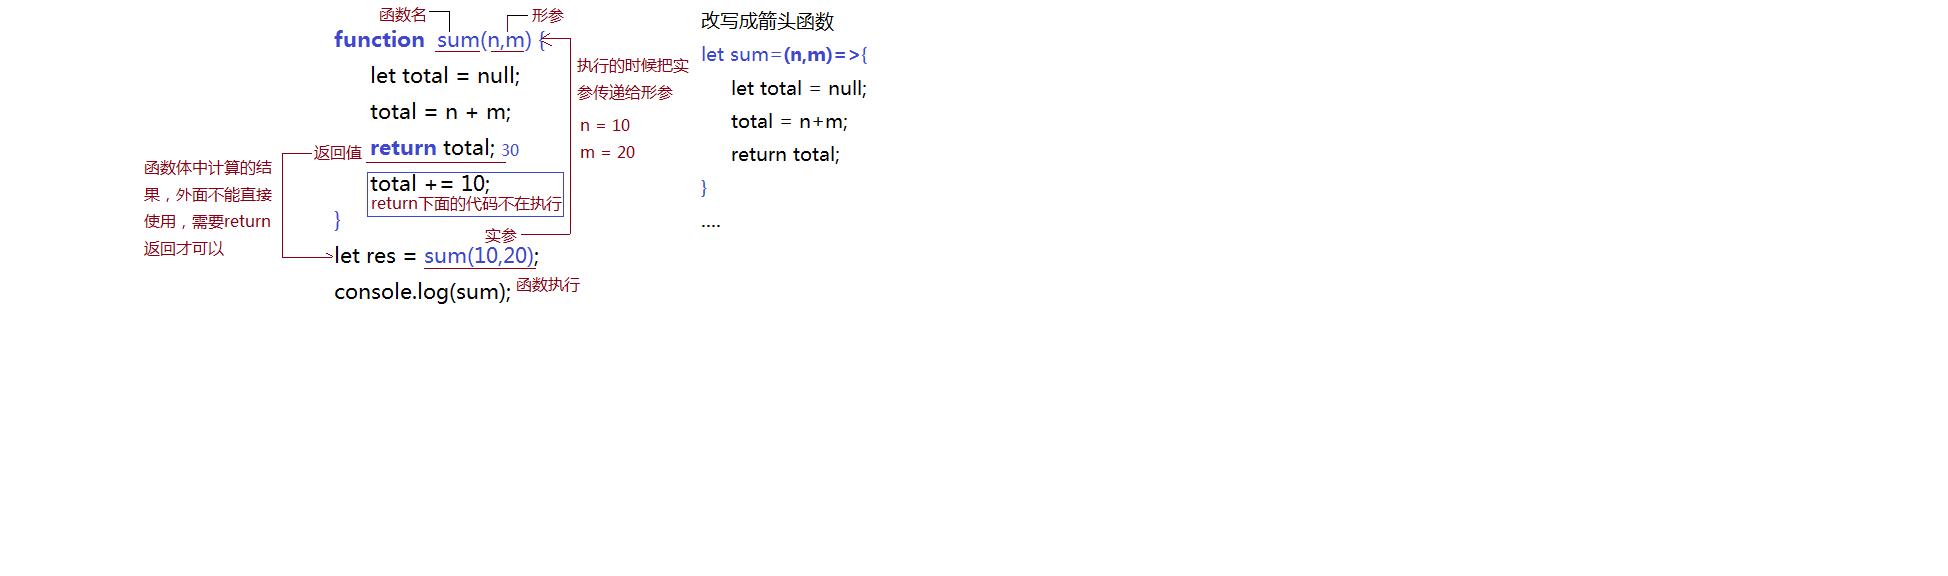 函数名
形参
function sum(n,m) {
let total = null;
total = n + m;
返回值 return total; 30
total += 10;
return下面的代码不在执行
}
实参
let res = sum(10,20);
console.log(sum); 函数执行
函数体中计算的结
果，外面不能直接
使用，需要return
返回才可以
执行的时候把实
参传递给形参
n = 10
m = 20
改写成箭头函数
let sum=(n,m)=>{
let total = null;
total = n+m;
return total;
}
....